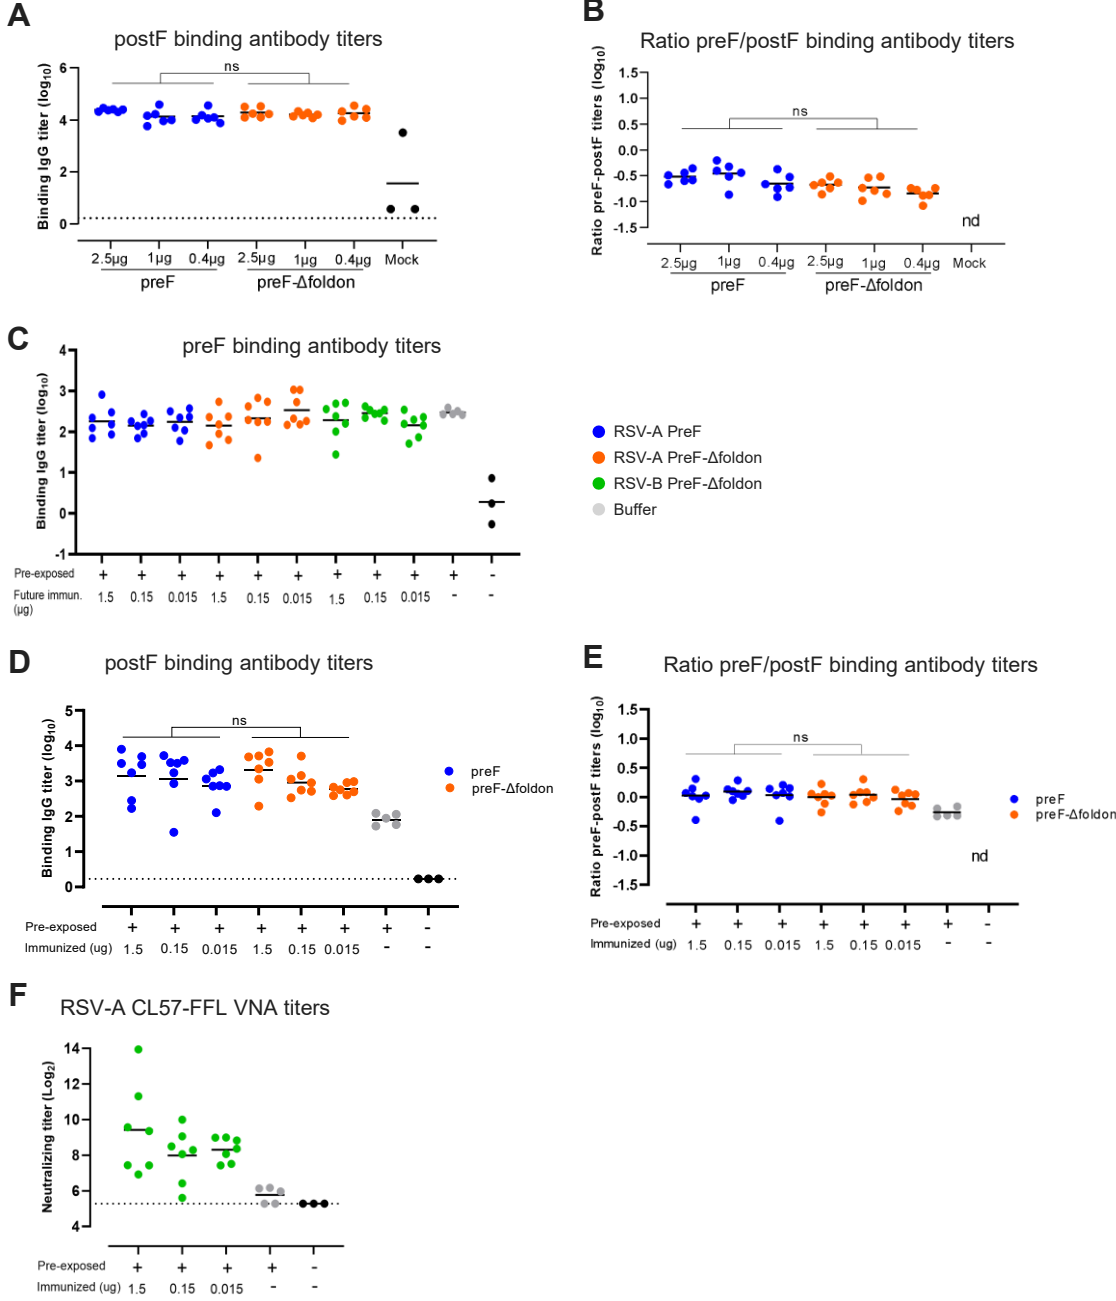 A
postF binding antibody titers
Binding IgG titer (log10)
6
4
2
0
ns
2.5µg 1µg 0.4µg 2.5µg 1µg 0.4µg Mock
preF preF-Δfoldon
B
Ratio preF/postF binding antibody titers
Ratio preF-postF titers (log10)
1.5
1.0
0.5
0.0
-0.5
-1.0
-1.5
ns
nd
2.5µg 1µg 0.4µg 2.5µg 1µg 0.4µg Mock
preF preF-Δfoldon
C
preF binding antibody titers
Binding IgG titer (log10)
4
3
2
1
0
-1
Pre-exposed + + + + + + + + + + -
Future immun. 1.5 0.15 0.015 1.5 0.15 0.015 1.5 0.15 0.015 - -
(µg)
RSV-A PreF
RSV-A PreF-Δfoldon
RSV-B PreF-Δfoldon
Buffer
D
postF binding antibody titers
Binding IgG titer (log10)
5
4
3
2
1
0
ns
preF
preF-Δfoldon
Pre-exposed + + + + + + + -
Immunized (ug) 1.5 0.15 0.015 1.5 0.15 0.015 - -
E
Ratio preF/postF binding antibody titers
Ratio preF-postF titers (log10)
1.5
1.0
0.5
0.0
-0.5
-1.0
-1.5
ns
nd
preF
preF-Δfoldon
Pre-exposed + + + + + + + -
Immunized (ug) 1.5 0.15 0.015 1.5 0.15 0.015 - -
F
RSV-A CL57-FFL VNA titers
Neutralizing titer (Log2)
14
12
10
8
6
4
Pre-exposed + + + + -
Immunized (ug) 1.5 0.15 0.015 - -